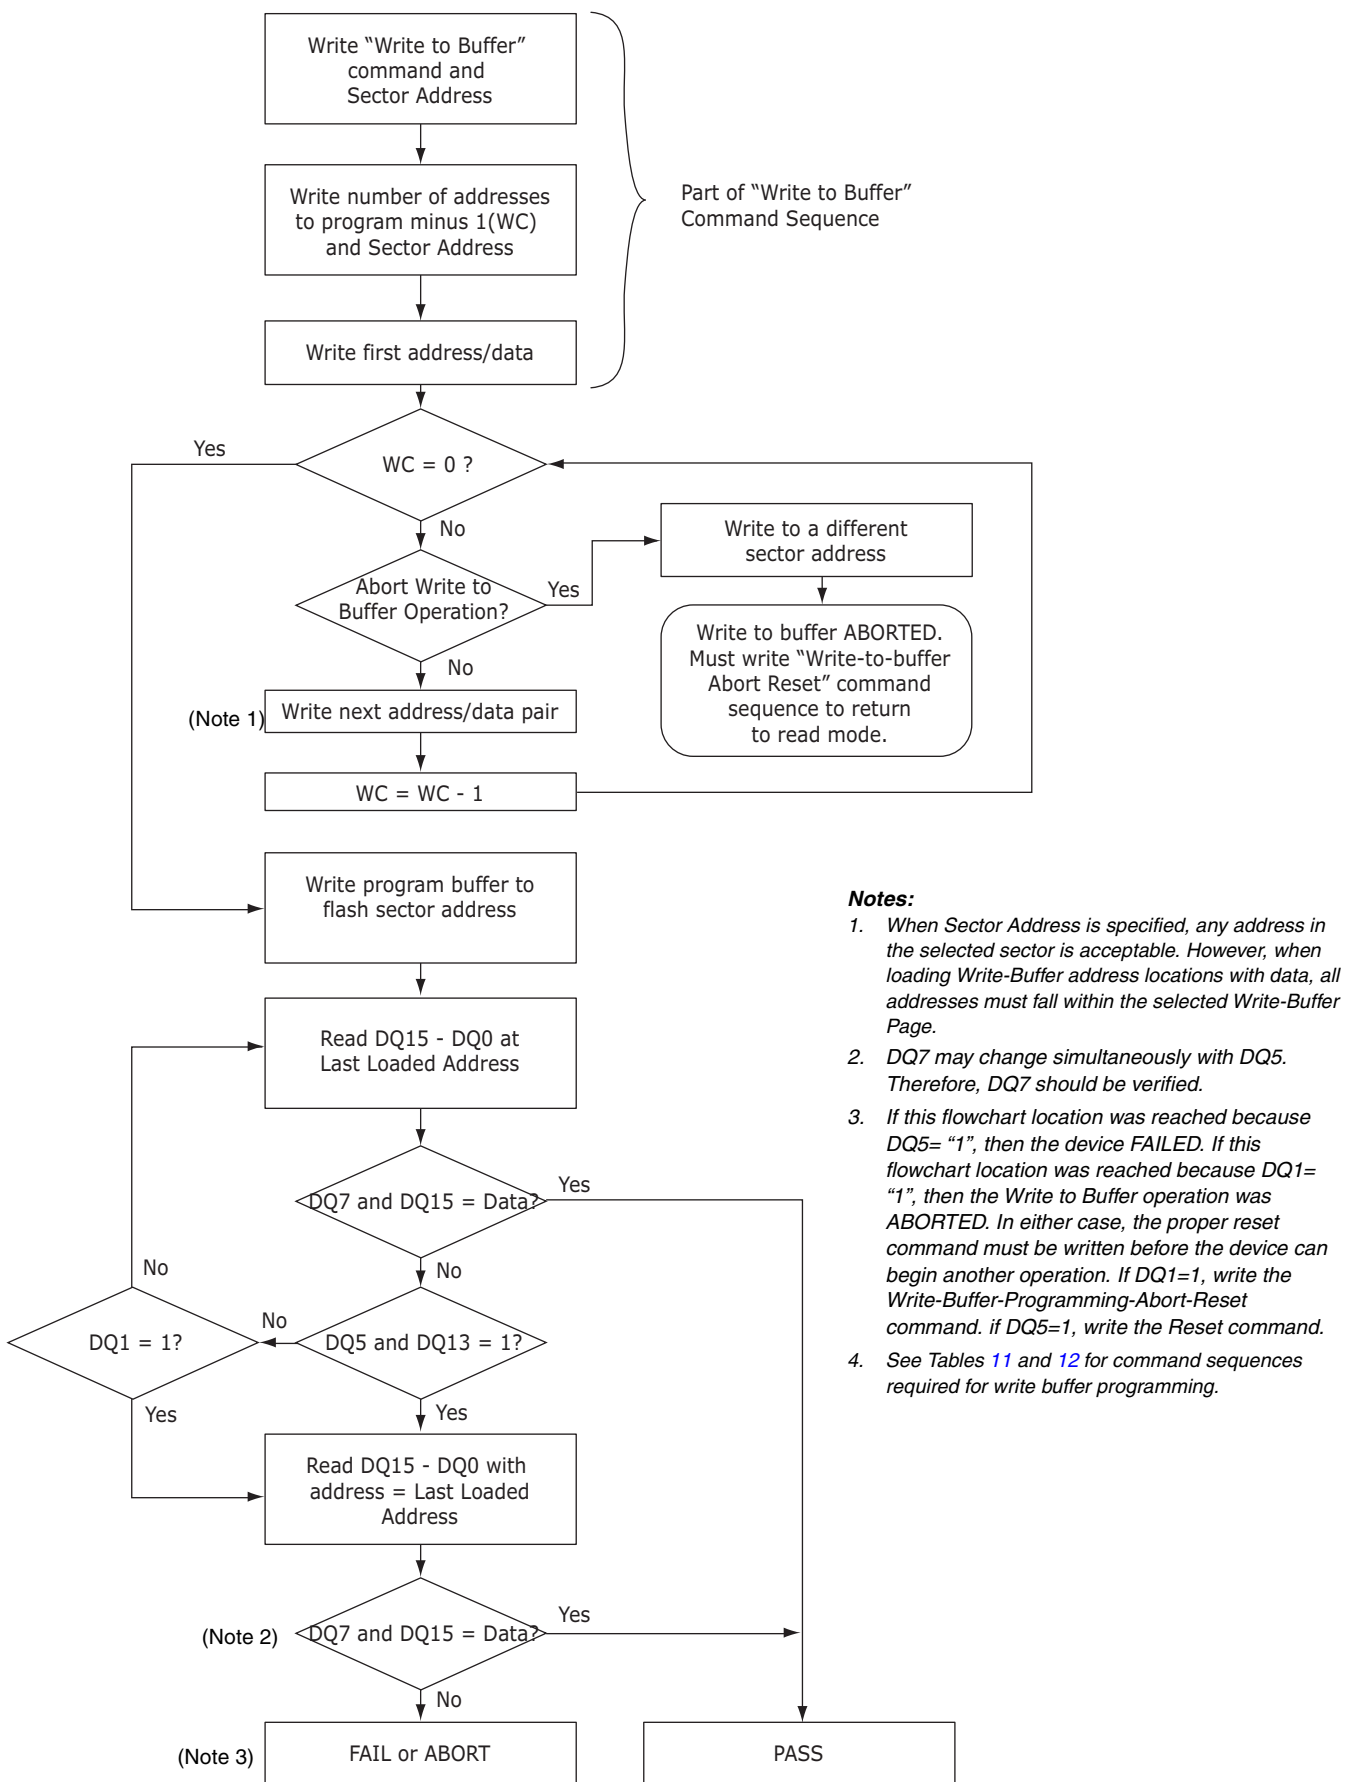 Write “Write to Buffer”
command and
Sector Address
Write number of addresses
to program minus 1(WC)
and Sector Address
Part of “Write to Buffer”
Command Sequence
Write first address/data
Yes
WC = 0 ?
No
Write to a different
sector address
Abort Write to
Buffer Operation?
Yes
Write to buffer ABORTED.
Must write “Write-to-buffer
Abort Reset” command
sequence to return
to read mode.
No
(Note 1)
Write next address/data pair
WC = WC - 1
Write program buffer to
flash sector address
Notes:
1. When Sector Address is specified, any address in
the selected sector is acceptable. However, when
loading Write-Buffer address locations with data, all
addresses must fall within the selected Write-Buffer
Page.
2. DQ7 may change simultaneously with DQ5.
Therefore, DQ7 should be verified.
3. If this flowchart location was reached because
DQ5= “1”, then the device FAILED. If this
flowchart location was reached because DQ1=
“1”, then the Write to Buffer operation was
ABORTED. In either case, the proper reset
command must be written before the device can
begin another operation. If DQ1=1, write the
Write-Buffer-Programming-Abort-Reset
command. if DQ5=1, write the Reset command.
4. See Tables 11 and 12 for command sequences
required for write buffer programming.
Read DQ15 - DQ0 at
Last Loaded Address
DQ7 and DQ15 = Data?
Yes
No
No
DQ1 = 1?
No
DQ5 and DQ13 = 1?
Yes
Yes
Read DQ15 - DQ0 with
address = Last Loaded
Address
(Note 2)
DQ7 and DQ15 = Data?
Yes
No
(Note 3)
FAIL or ABORT
PASS